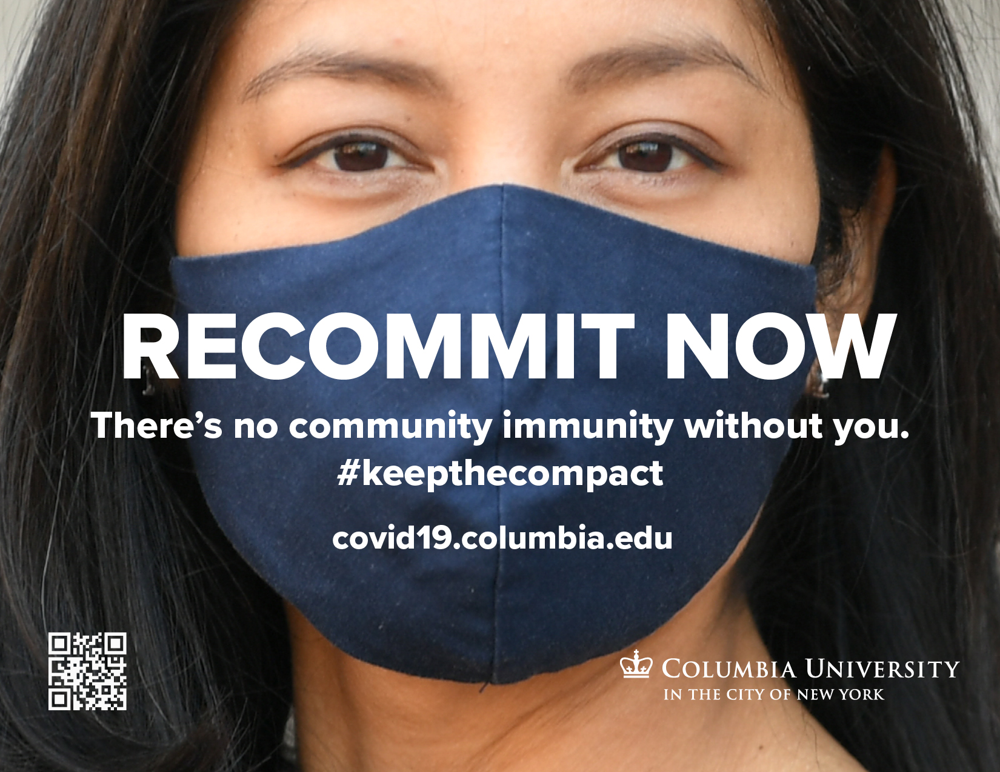 RECOMMIT NOW
There’s no community immunity without you.
#keepthecompact
covid19.columbia.edu
COLUMBIA UNIVERSITY
IN THE CITY OF NEW YORK